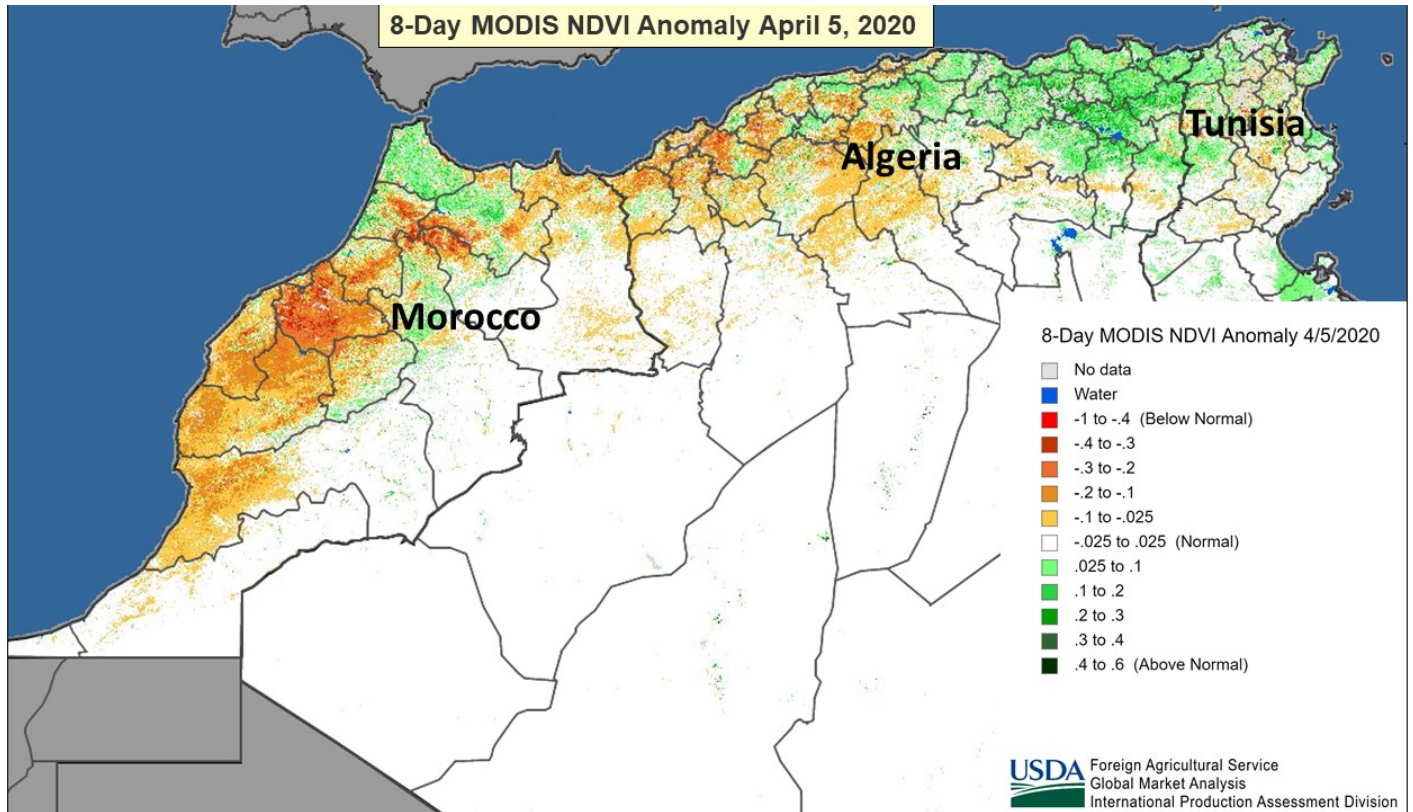 8-Day MODIS NDVI Anomaly April 5, 2020
Tunisia
Algeria
Morocco
8-Day MODIS NDVI Anomaly 4/5/2020
No data
Water
-1 to -.4 (Below Normal)
-.4 to -.3
-.3 to -.2
-.2 to -.1
-.1 to -.025
-.025 to .025 (Normal)
.025 to .1
.1 to .2
.2 to .3
.3 to .4
.4 to .6 (Above Normal)
USDA
Foreign Agricultural Service
Global Market Analysis
International Production Assessment Division